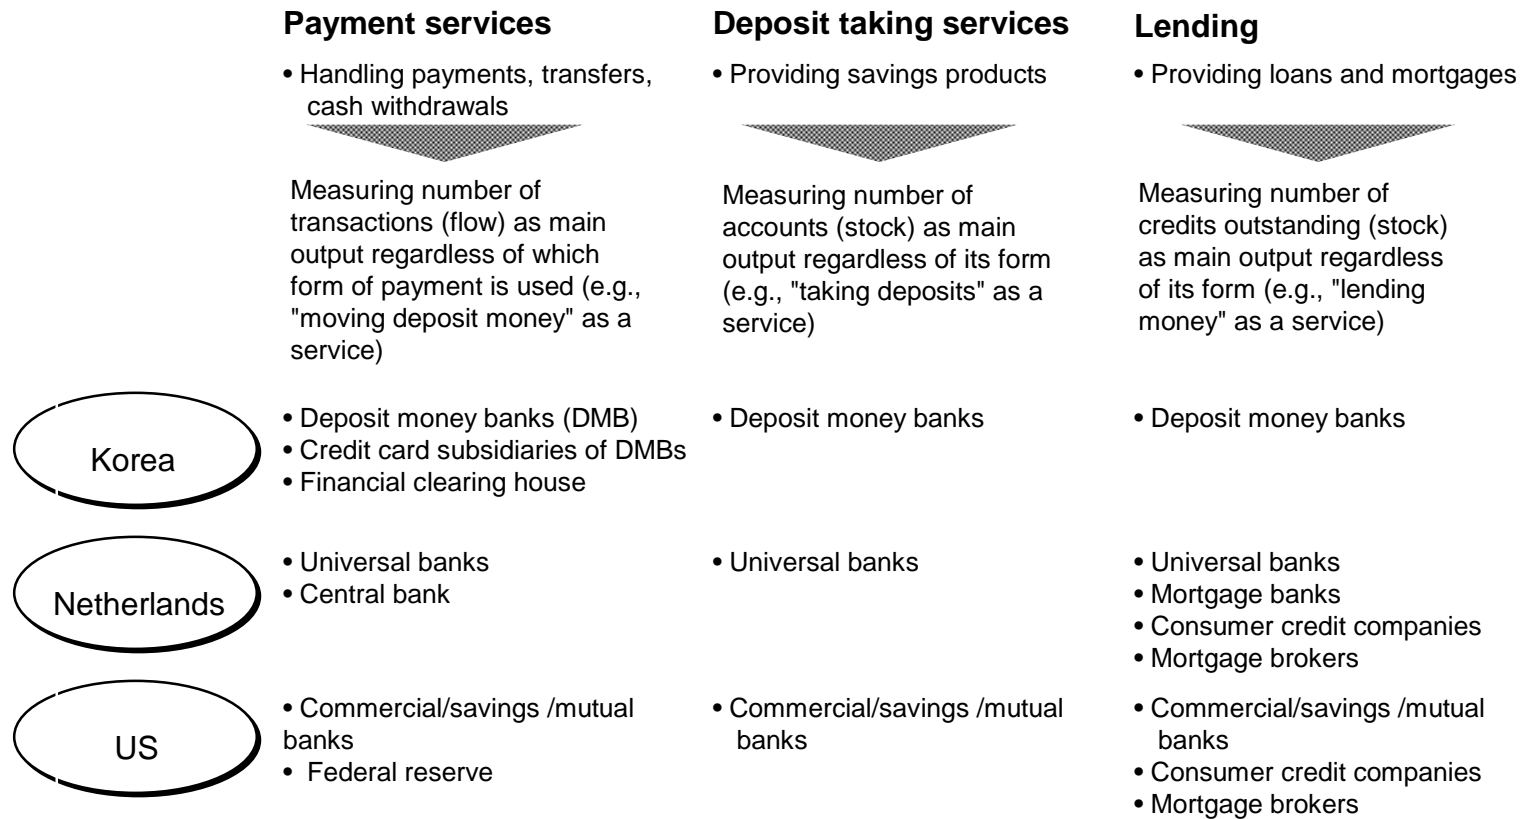 Payment services
Deposit taking services
Lending
• Handling payments, transfers,
cash withdrawals
• Providing savings products
• Providing loans and mortgages
Measuring number of
transactions (flow) as main
output regardless of which
form of payment is used (e.g.,
"moving deposit money" as a
service)
Measuring number of
accounts (stock) as main
output regardless of its form
(e.g., "taking deposits" as a
service)
Measuring number of
credits outstanding (stock)
as main output regardless
of its form (e.g., "lending
money" as a service)
Korea
• Deposit money banks (DMB)
• Credit card subsidiaries of DMBs
• Financial clearing house
• Deposit money banks
• Deposit money banks
Netherlands
• Universal banks
• Central bank
• Universal banks
• Universal banks
• Mortgage banks
• Consumer credit companies
• Mortgage brokers
US
• Commercial/savings /mutual
banks
• Federal reserve
• Commercial/savings /mutual
banks
• Commercial/savings /mutual
banks
• Consumer credit companies
• Mortgage brokers